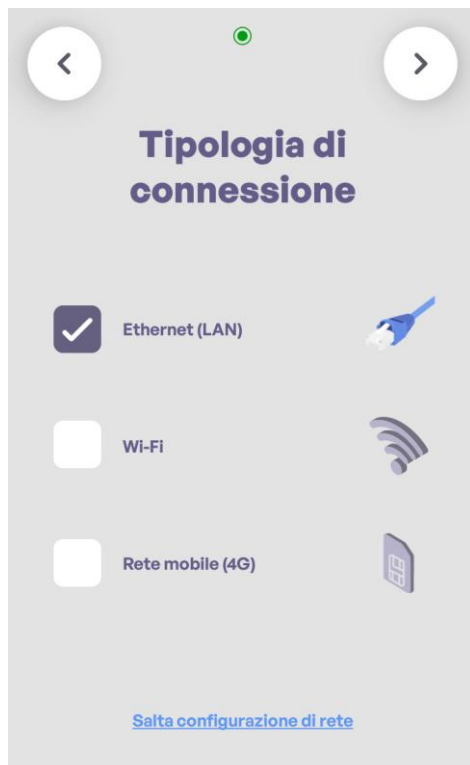 Tipologia di
connessione
Ethernet (LAN)
Wi-Fi
Rete mobile (4G)
Salta configurazione di rete